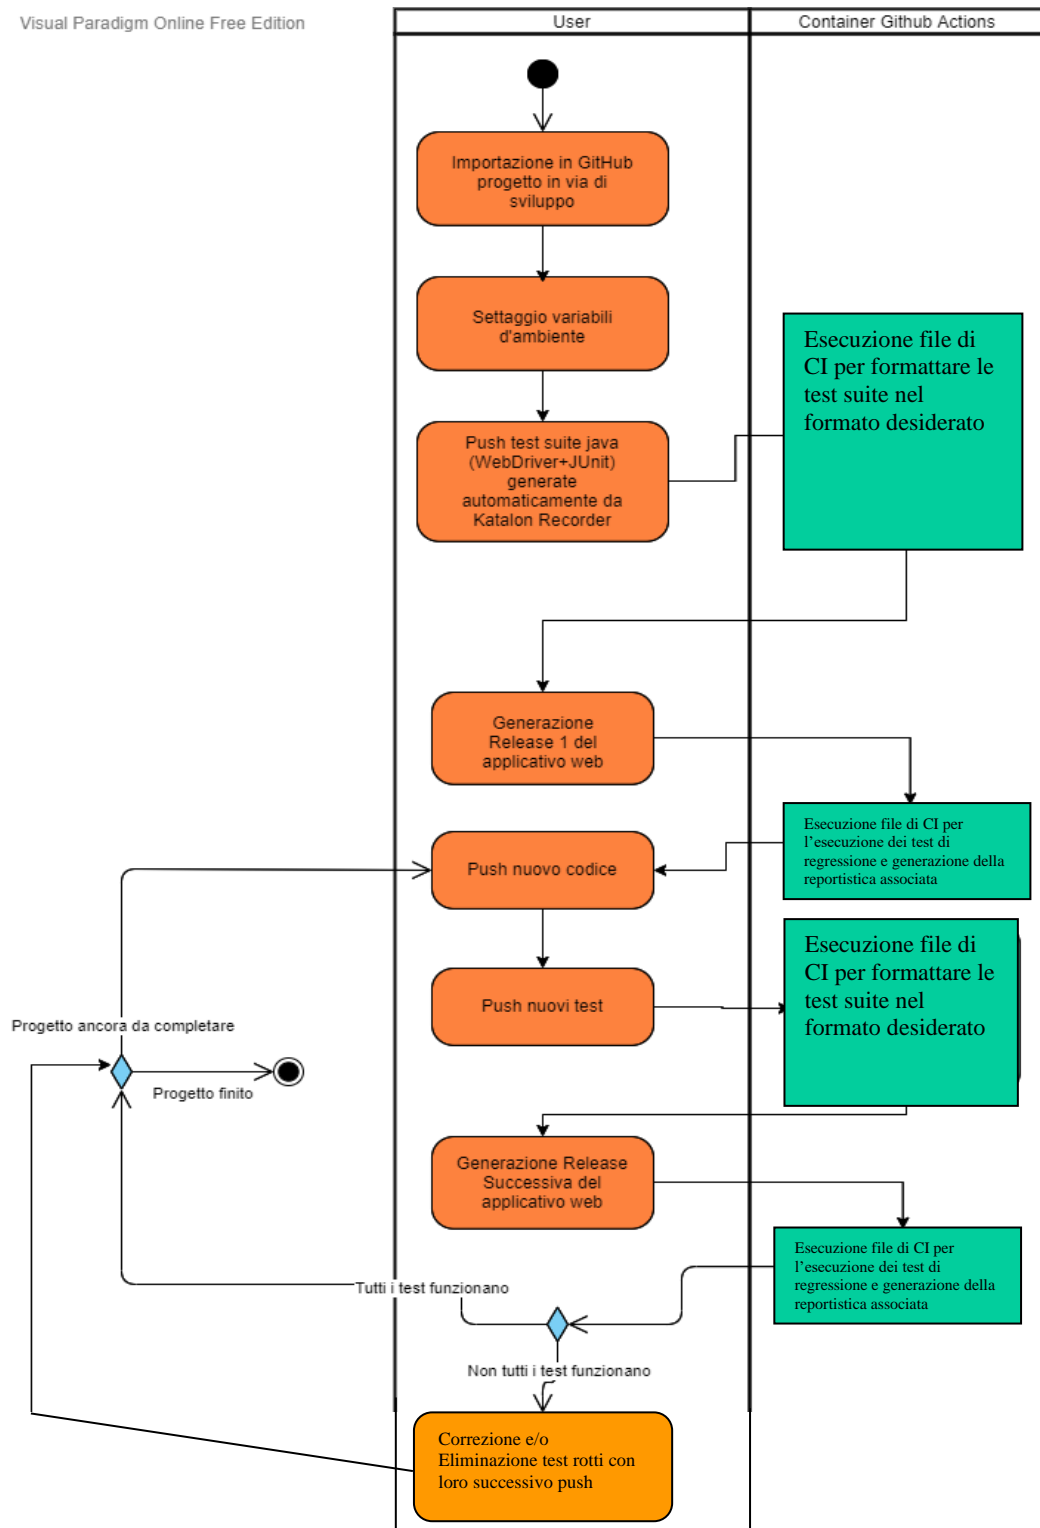 Visual Paradigm Online Free Edition
User
Container Github Actions
Importazione in GitHub
progetto in via di
sviluppo
Settaggio variabili
d'ambiente
Esecuzione file di
CI per formattare le
test suite nel
formato desiderato
Push test suite java
(WebDriver+JUnit)
generate
automaticamente da
Katalon Recorder
Generazione
Release 1 del
applicativo web
Esecuzione file di CI per
l’esecuzione dei test di
regressione e generazione della
reportistica associata
Push nuovo codice
Esecuzione file di
CI per formattare le
test suite nel
formato desiderato
Push nuovi test
Progetto ancora da completare
Progetto finito
Generazione Release
Successiva del
applicativo web
Esecuzione file di CI per
l’esecuzione dei test di
regressione e generazione della
reportistica associata
Tutti i test funzionano
Non tutti i test funzionano
Correzione e/o
Eliminazione test rotti con
loro successivo push